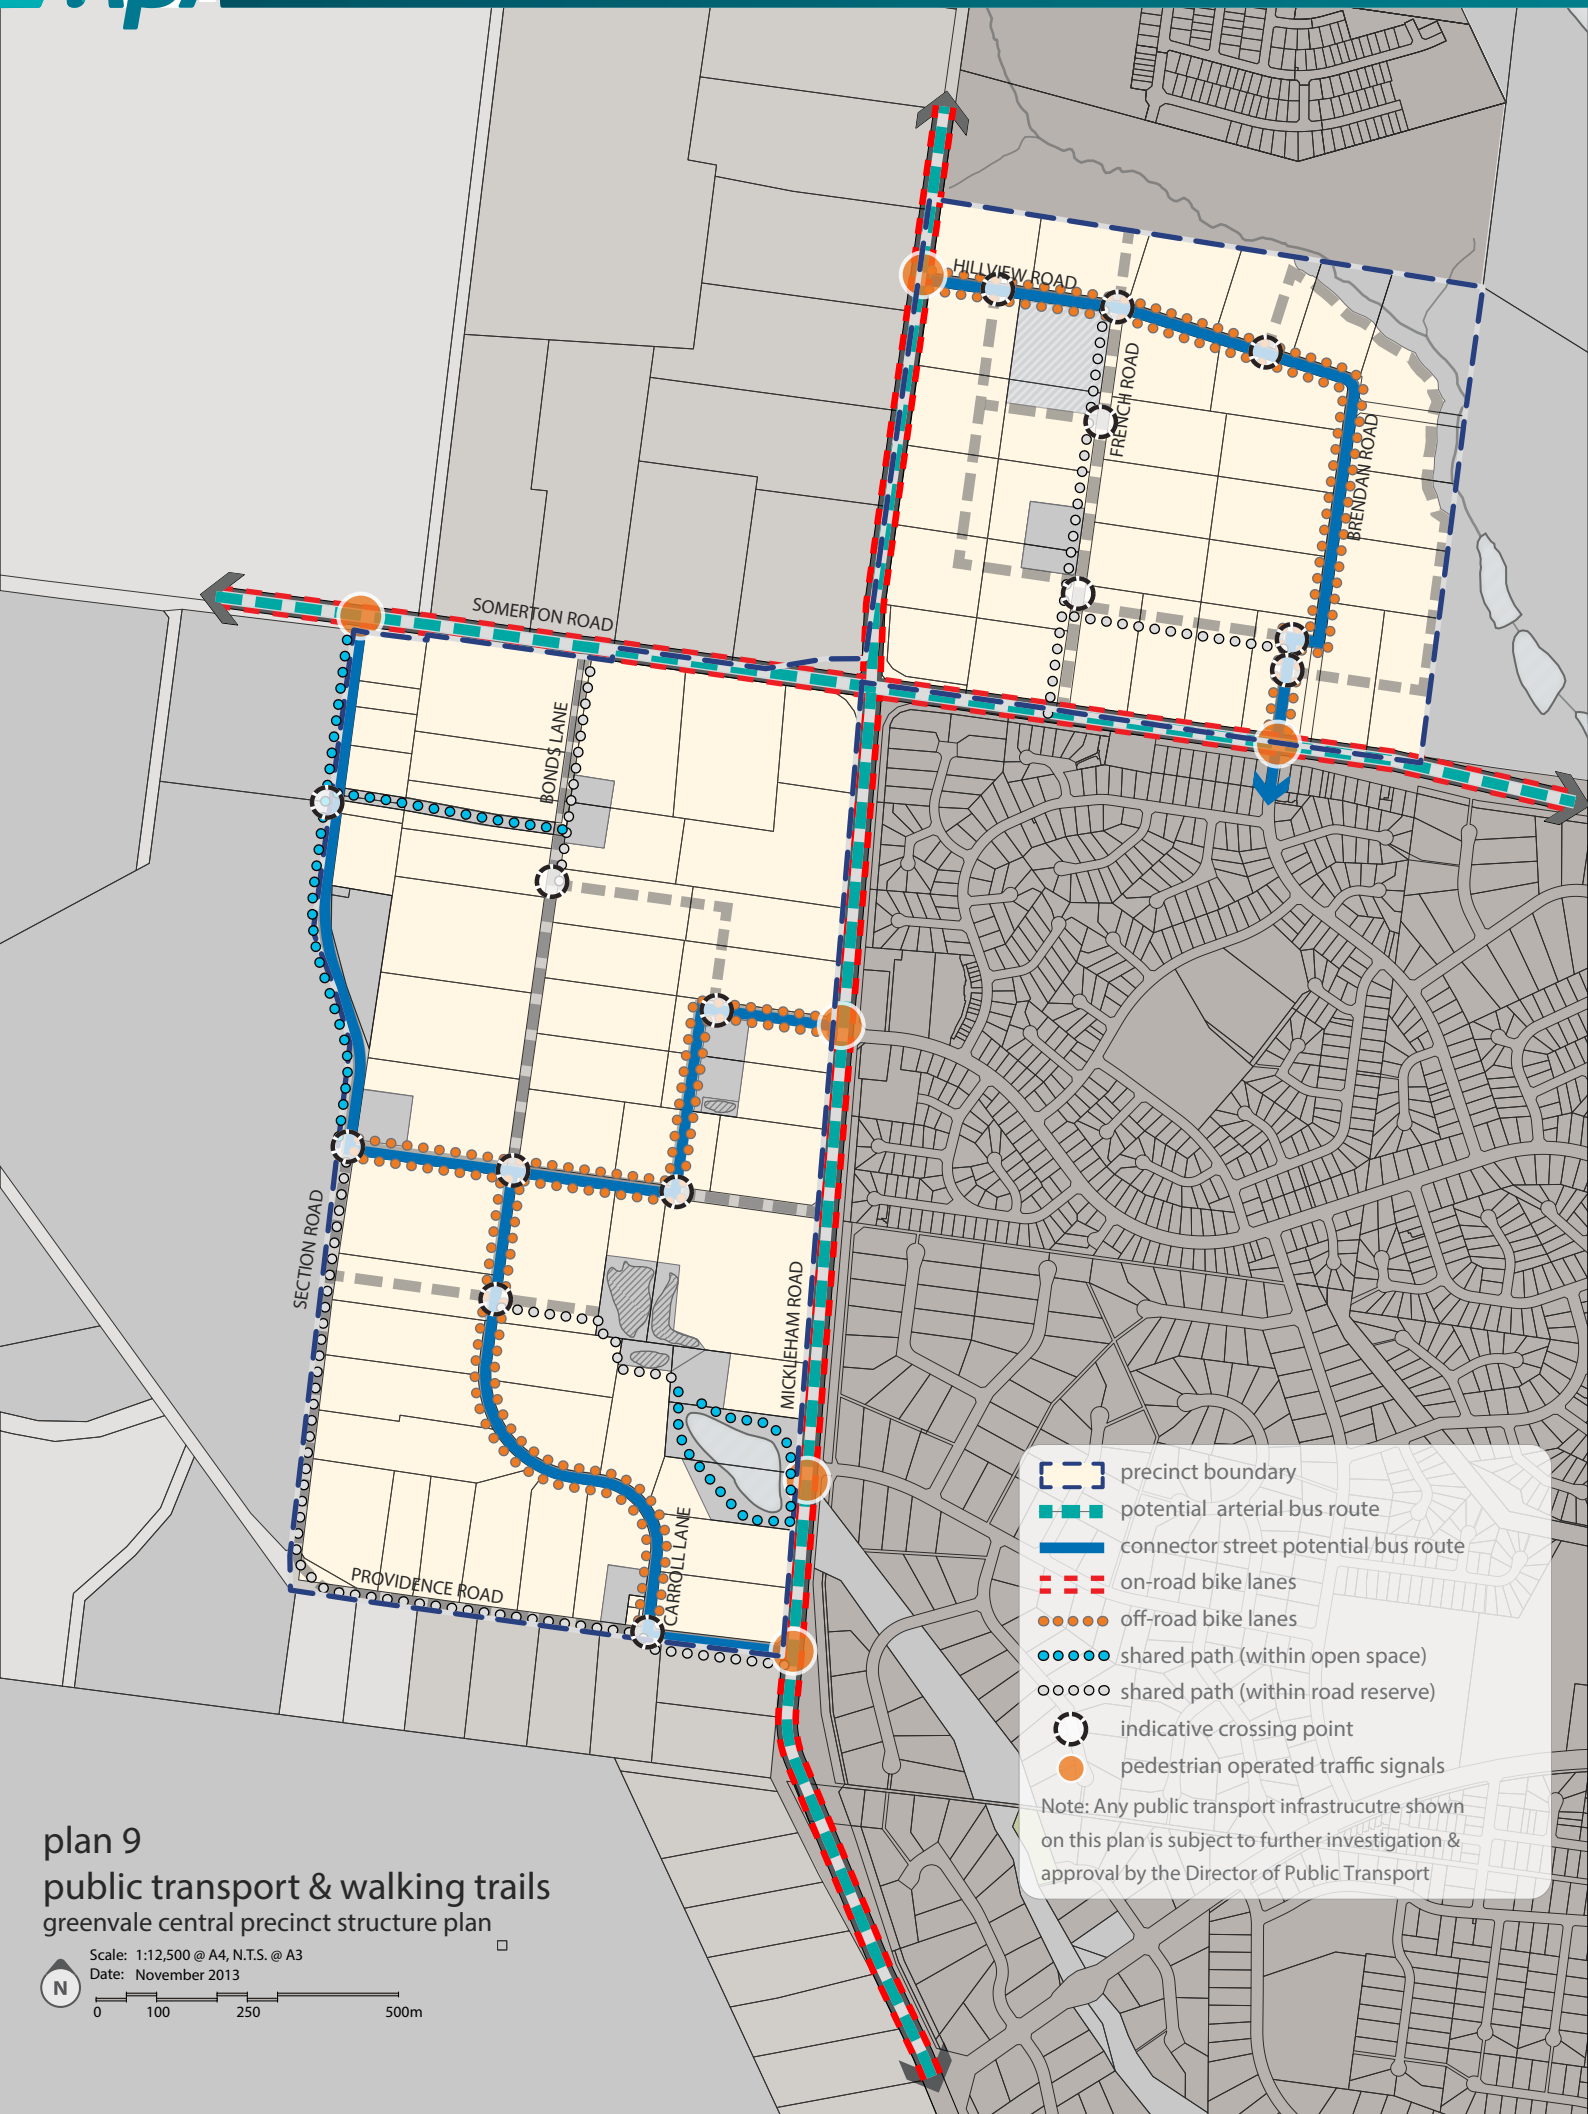 HILLVIEW ROAD
FRENCH ROAD
BRENDAN ROAD
SOMERTON ROAD
BONDS LANE
SECTION ROAD
MICKLEHAM ROAD
CARROLL LANE
PROVIDENCE ROAD
precinct boundary
potential arterial bus route
connector street potential bus route
on-road bike lanes
off-road bike lanes
shared path (within open space)
shared path (within road reserve)
indicative crossing point
pedestrian operated traffic signals
Note: Any public transport infrastrucutre shown
on this plan is subject to further investigation &
approval by the Director of Public Transport
plan 9
public transport & walking trails
greenvale central precinct structure plan
Scale: 1:12,500 @ A4, N.T.S. @ A3
Date: November 2013
N
0 100 250 500m